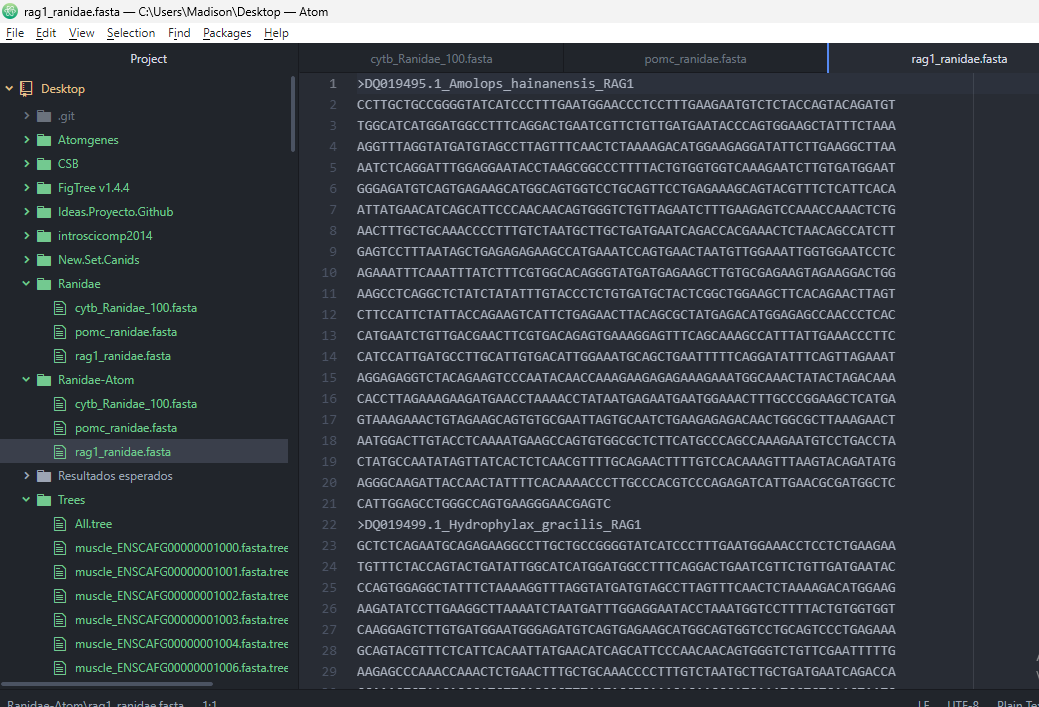 rag1_ranidae.fasta — C:\Users\Madison\Desktop — Atom
File Edit View Selection Find Packages Help
Project
Desktop
.git
Atomgenes
CSB
FigTree v1.4.4
Ideas.Proyecto.Github
introscicomp2014
New.Set.Canids
Ranidae
cytb_Ranidae_100.fasta
pomc_ranidae.fasta
rag1_ranidae.fasta
Ranidae-Atom
cytb_Ranidae_100.fasta
pomc_ranidae.fasta
rag1_ranidae.fasta
Resultados esperados
Trees
All.tree
muscle_ENSCAFG00000001000.fasta.tree
muscle_ENSCAFG00000001001.fasta.tree
muscle_ENSCAFG00000001002.fasta.tree
muscle_ENSCAFG00000001003.fasta.tree
muscle_ENSCAFG00000001004.fasta.tree
muscle_ENSCAFG00000001006.fasta.tree
cytb_Ranidae_100.fasta pomc_ranidae.fasta rag1_ranidae.fasta
1 >DQ019495.1_Amolops_hainanensis_RAG1
2 CCTTGCTGCCGGGGTATCATCCCTTTGAATGGAACCCTCCTTTGAAGAATGTCTCTACCAGTACAGATGT
3 TGGCATCATGGATGGCCTTTCAGGACTGAATCGTTCTGTTGATGAATACCCAGTGGAAGCTATTTCTAAA
4 AGGTTTAGGTATGATGTAGCCTTAGTTTCAACTCTAAAAGACATGGAAGAGGATATTCTTGAAGGCTTAA
5 AATCTCAGGATTTGGAGGAATACCTAAGCGGCCCTTTTACTGTGGTGGTCAAAGAATCTTGTGATGGAAT
6 GGGAGATGTCAGTGAGAAGCATGGCAGTGGTCCTGCAGTTCCTGAGAAAGCAGTACGTTTCTCATTCACA
7 ATTATGAACATCAGCATTCCCAACAACAGTGGGTCTGTTAGAATCTTTGAAGAGTCCAAACCAAACTCTG
8 AACTTTGCTGCAAACCCCTTTGTCTAATGCTTGCTGATGAATCAGACCACGAAACTCTAACAGCCATCTT
9 GAGTCCTTTAATAGCTGAGAGAGAAGCCATGAAATCCAGTGAACTAATGTTGGAAATTGGTGGAATCCTC
10 AGAAATTTCAAATTTATCTTTCGTGGCACAGGGTATGATGAGAAGCTTGTGCGAGAAGTAGAAGGACTGG
11 AAGCCTCAGGCTCTATCTATATTTGTACCCTCTGTGATGCTACTCGGCTGGAAGCTTCACAGAACTTAGT
12 CTTCCATTCTATTACCAGAAGTCATTCTGAGAACTTACAGCGCTATGAGACATGGAGAGCCAACCCTCAC
13 CATGAATCTGTTGACGAACTTCGTGACAGAGTGAAAGGAGTTTCAGCAAAGCCATTTATTGAAACCCTTC
14 CATCCATTGATGCCTTGCATTGTGACATTGGAAATGCAGCTGAATTTTTCAGGATATTTCAGTTAGAAAT
15 AGGAGAGGTCTACAGAAGTCCCAATACAACCAAAGAAGAGAGAAAGAAATGGCAAACTATACTAGACAAA
16 CACCTTAGAAAGAAGATGAACCTAAAACCTATAATGAGAATGAATGGAAACTTTGCCCGGAAGCTCATGA
17 GTAAAGAAACTGTAGAAGCAGTGTGCGAATTAGTGCAATCTGAAGAGAGACAACTGGCGCTTAAAGAACT
18 AATGGACTTGTACCTCAAAATGAAGCCAGTGTGGCGCTCTTCATGCCCAGCCAAAGAATGTCCTGACCTA
19 CTATGCCAATATAGTTATCACTCTCAACGTTTTGCAGAACTTTTGTCCACAAAGTTTAAGTACAGATATG
20 AGGGCAAGATTACCAACTATTTTCACAAAACCCTTGCCCACGTCCCAGAGATCATTGAACGCGATGGCTC
21 CATTGGAGCCTGGGCCAGTGAAGGGAACGAGTC
22 >DQ019499.1_Hydrophylax_gracilis_RAG1
23 GCTCTCAGAATGCAGAGAAGGCCTTGCTGCCGGGGTATCATCCCTTTGAATGGAAACCTCCTCTGAAGAA
24 TGTTTCTACCAGTACTGATATTGGCATCATGGATGGCCTTTCAGGACTGAATCGTTCTGTTGATGAATAC
25 CCAGTGGAGGCTATTTCTAAAAGGTTTAGGTATGATGTAGCCTTAGTTTCAACTCTAAAAGACATGGAAG
26 AAGATATCCTTGAAGGCTTAAAATCTAATGATTTGGAGGAATACCTAAATGGTCCTTTTACTGTGGTGGT
27 CAAGGAGTCTTGTGATGGAATGGGAGATGTCAGTGAGAAGCATGGCAGTGGTCCTGCAGTCCCTGAGAAA
28 GCAGTACGTTTCTCATTCACAATTATGAACATCAGCATTCCCAACAACAGTGGGTCTGTTCGAATTTTTG
29 AAGAGCCCAAACCAAACTCTGAACTTTGCTGCAAACCCCTTTGTCTAATGCTTGCTGATGAATCAGACCA
Ranidae-Atom\rag1_ranidae.fasta 1:1 LF UTF-8